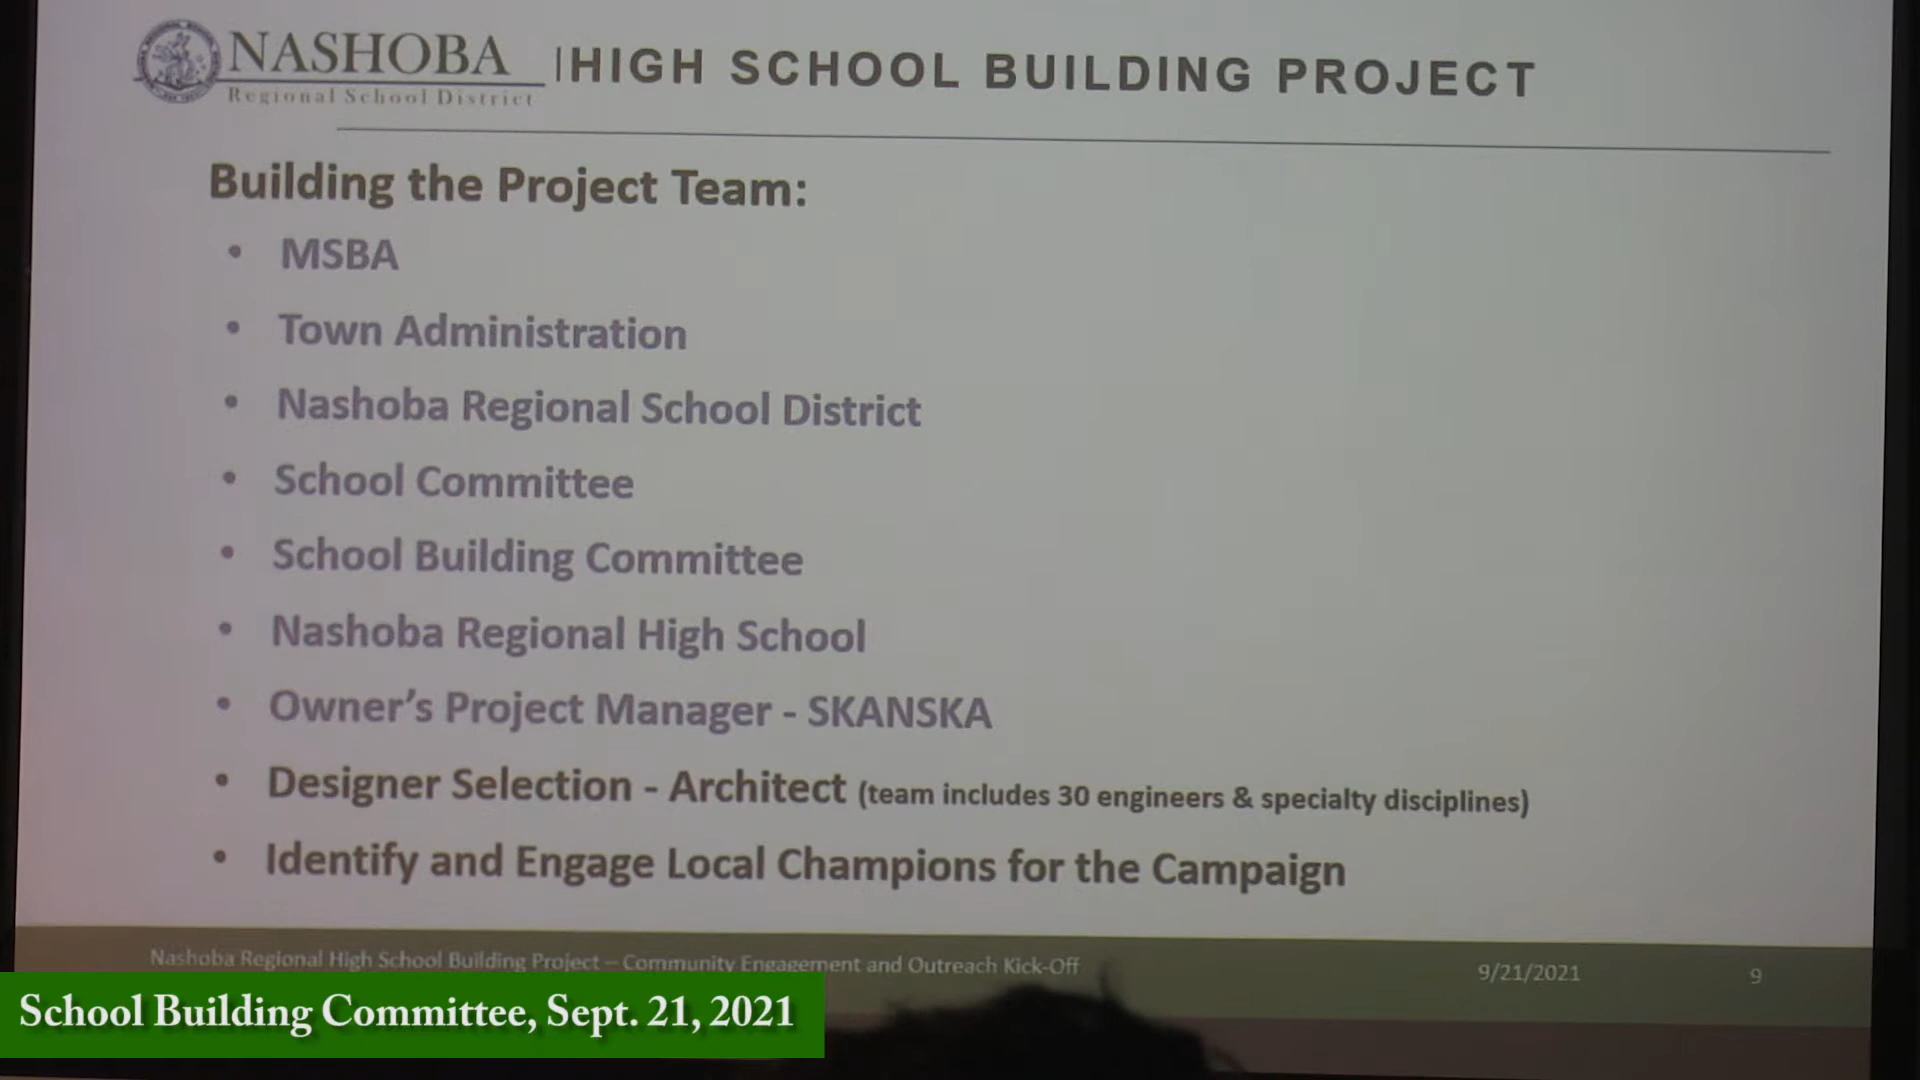 NASHOBA
Regional School District
|HIGH SCHOOL BUILDING PROJECT
Building the Project Team:
• MSBA
• Town Administration
• Nashoba Regional School District
• School Committee
• School Building Committee
• Nashoba Regional High School
• Owner's Project Manager - SKANSKA
• Designer Selection - Architect (team includes 30 engineers & specialty disciplines)
• Identify and Engage Local Champions for the Campaign
Nashoba Regional High School Building Project – Community Engagement and Outreach Kick-Off
9/21/2021
9
School Building Committee, Sept. 21, 2021